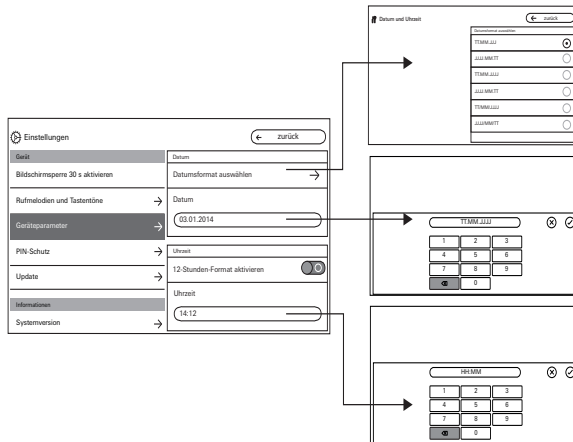 Einstellungen
zurück
Gerät
Bildschirmsperre 30 s aktivieren
Rufmelodien und Tastentöne
Geräteparameter
PIN-Schutz
Update
Informationen
Systemversion
Datum
Datumsformat auswählen
Datum
03.01.2014
Uhrzeit
12-Stunden-Format aktivieren
Uhrzeit
14:12
Datum und Uhrzeit
zurück
Datumsformat auswählen
TT.MM.JJJJ
JJJJ.MM.TT
TT-MM-JJJJ
JJJJ-MM-TT
TT/MM/JJJJ
JJJJ/MM/TT
TT.MM.JJJJ
1 2 3
4 5 6
7 8 9
0
HH:MM
1 2 3
4 5 6
7 8 9
0